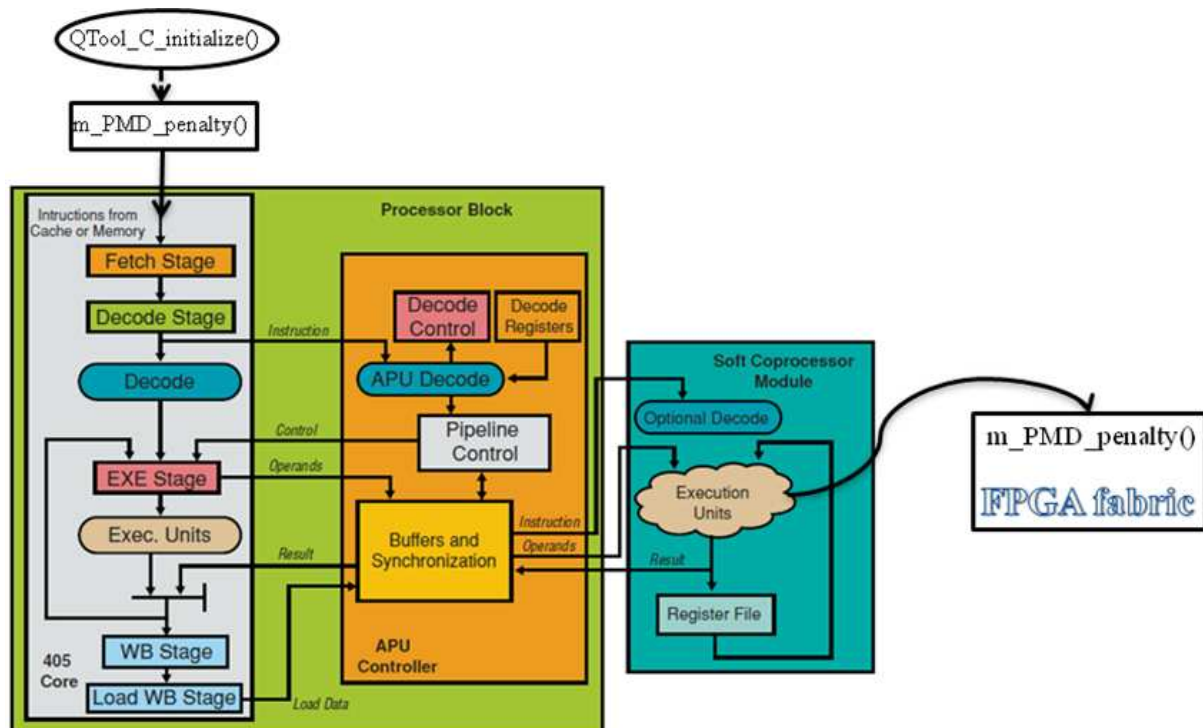 QTool_C_initialize()
m_PMD_penalty()
Processor Block
Intructions from
Cache or Memory
Fetch Stage
Decode Stage
Decode
EXE Stage
Exec. Units
WB Stage
Load WB Stage
405
Core
Instruction
Control
Operands
Result
Load Data
Decode
Control
Decode
Registers
APU Decode
Pipeline
Control
Buffers and
Synchronization
APU
Controller
Instruction
Operands
Result
Soft Coprocessor
Module
Optional Decode
Execution
Units
Register File
m_PMD_penalty()
FPGA fabric